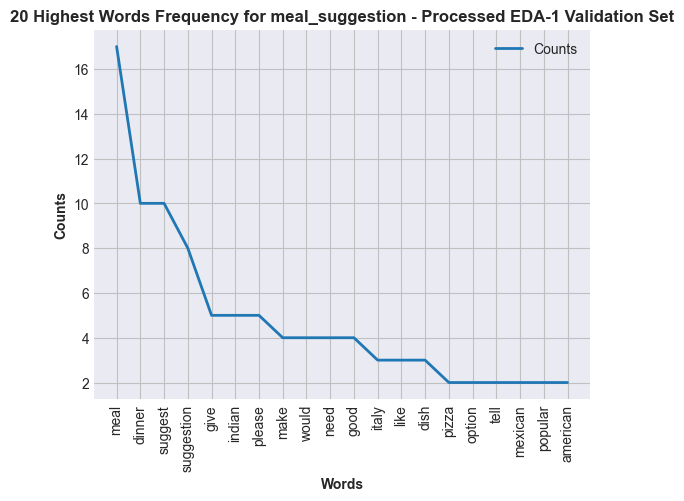 20 Highest Words Frequency for meal_suggestion - Processed EDA-1 Validation Set
Counts
16
14
12
10
8
6
4
2
Counts
meal
dinner
suggest
suggestion
give
indian
please
make
would
need
good
italy
like
dish
pizza
option
tell
mexican
popular
american
Words